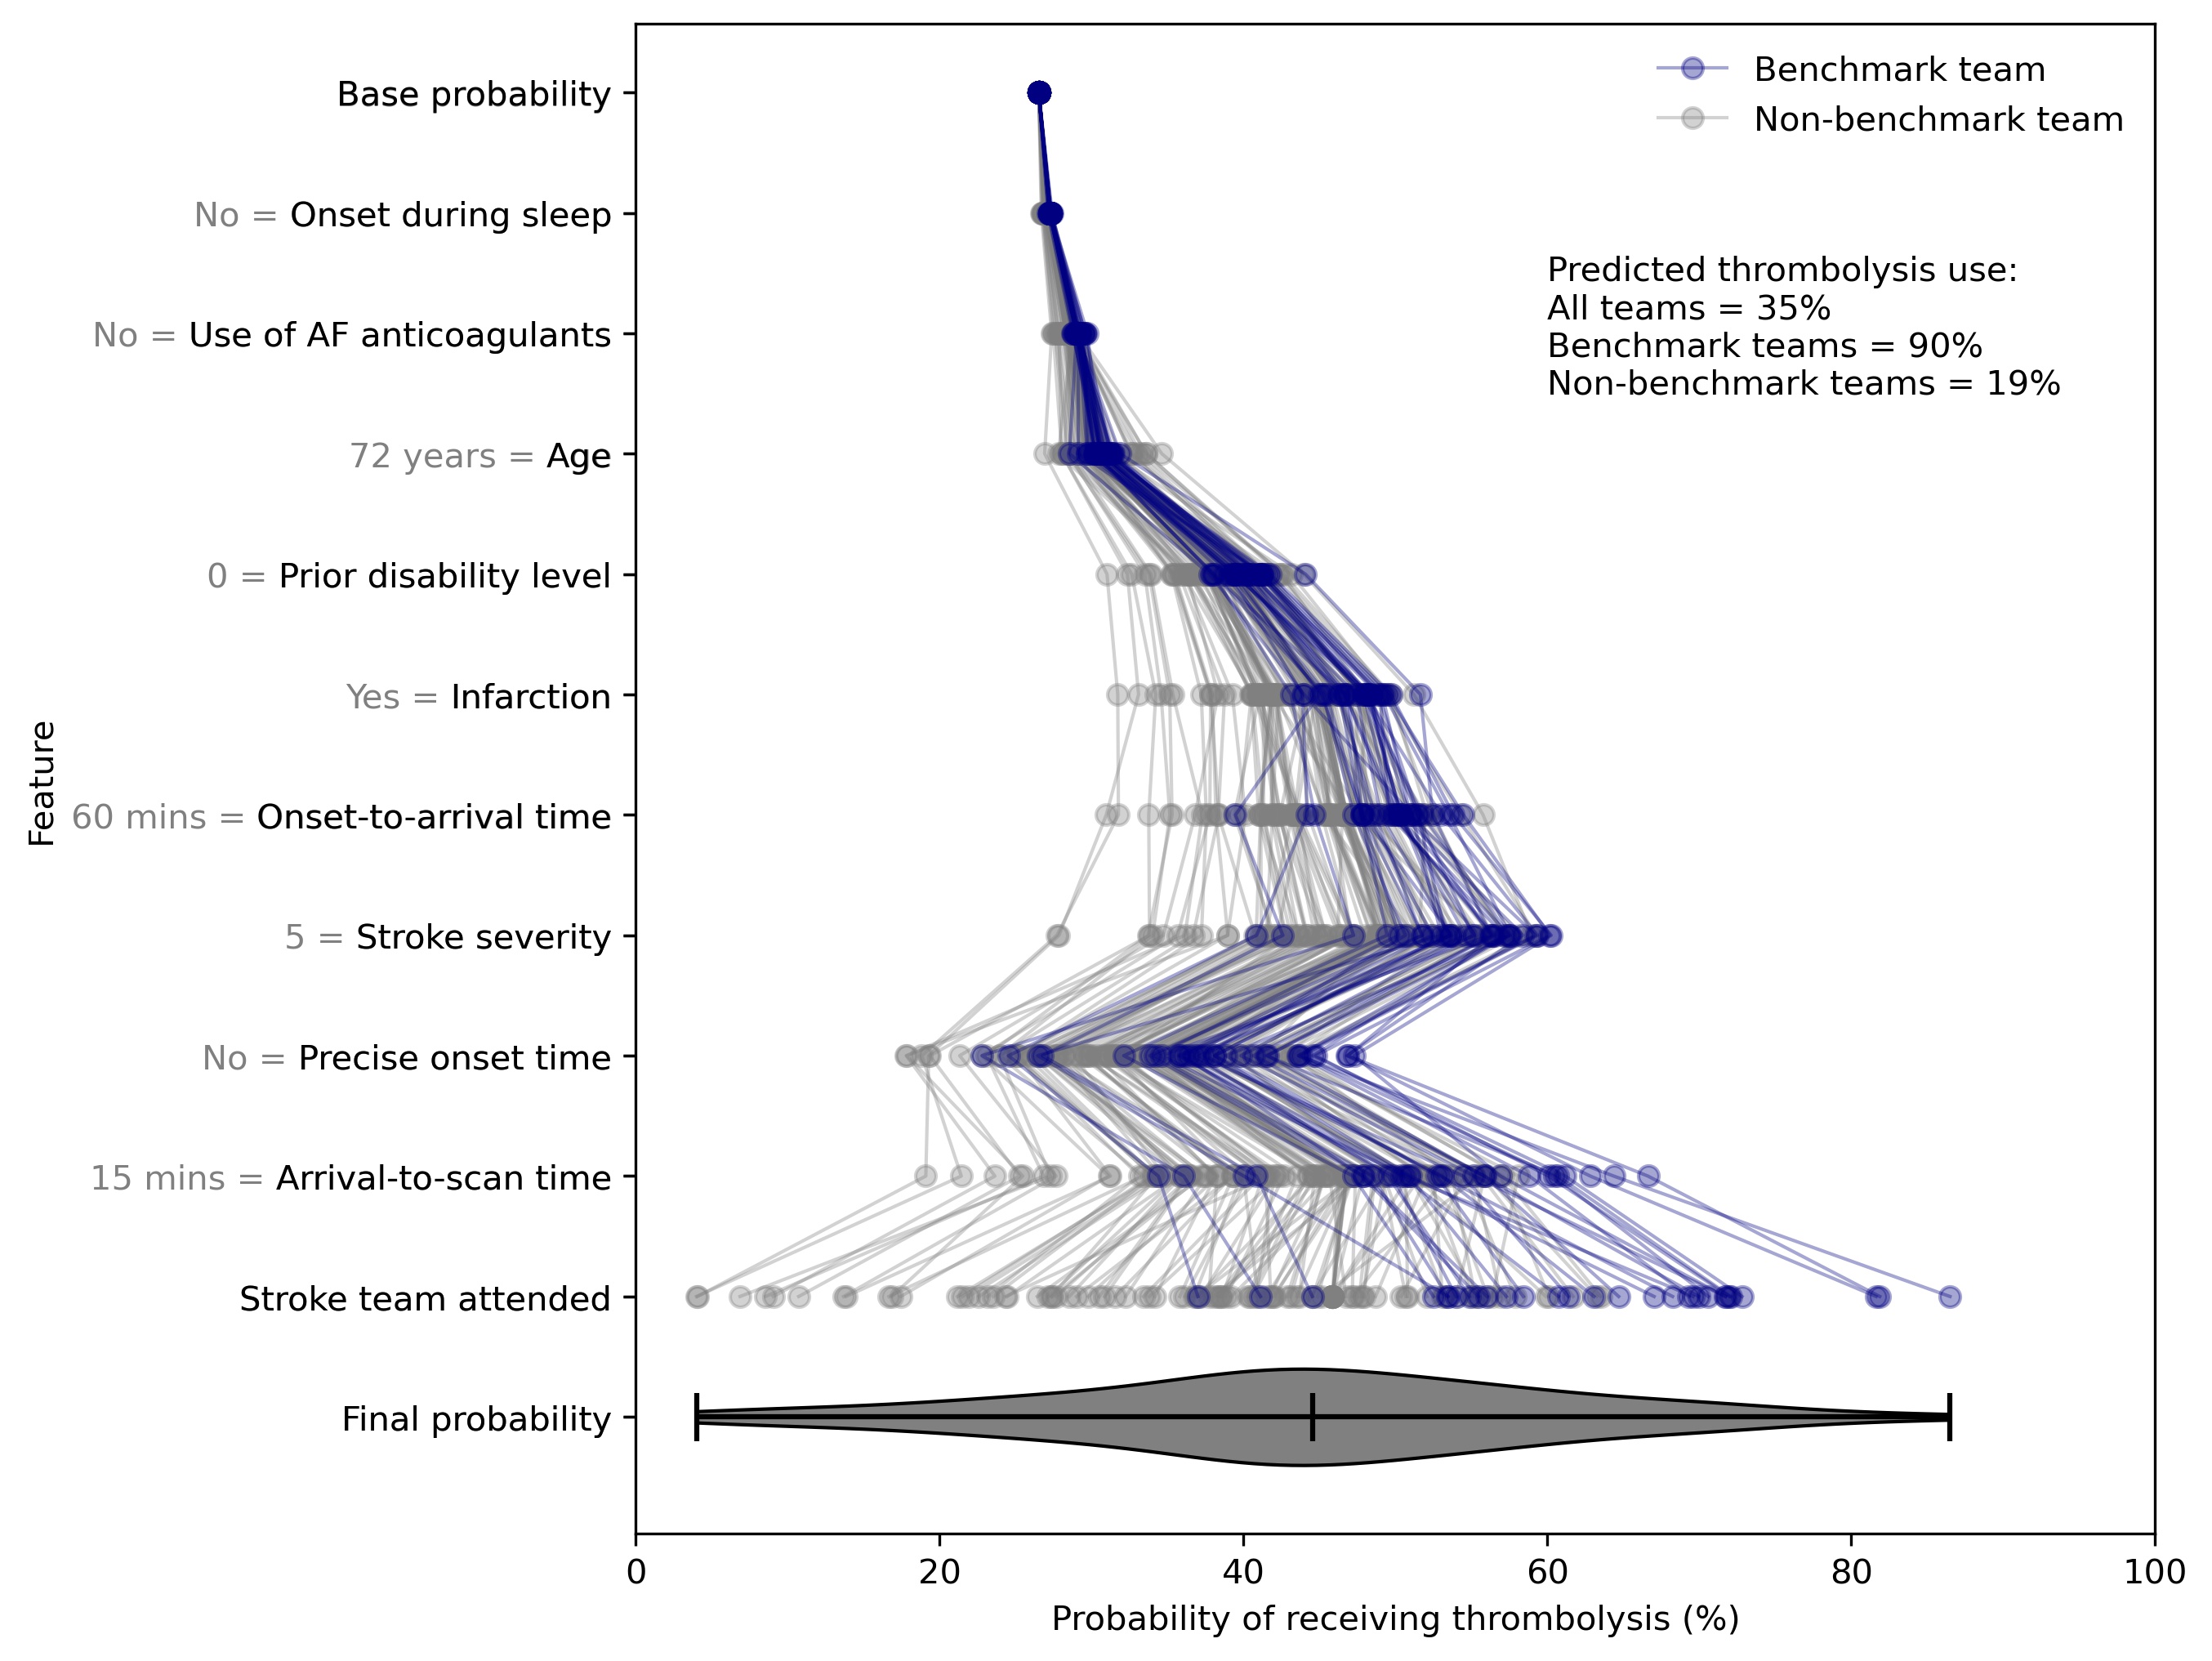 Benchmark team
Non-benchmark team
Predicted thrombolysis use:
All teams = 35%
Benchmark teams = 90%
Non-benchmark teams = 19%
Feature
Base probability
No = Onset during sleep
No = Use of AF anticoagulants
72 years = Age
0 = Prior disability level
Yes = Infarction
60 mins = Onset-to-arrival time
5 = Stroke severity
No = Precise onset time
15 mins = Arrival-to-scan time
Stroke team attended
Final probability
0 20 40 60 80 100
Probability of receiving thrombolysis (%)